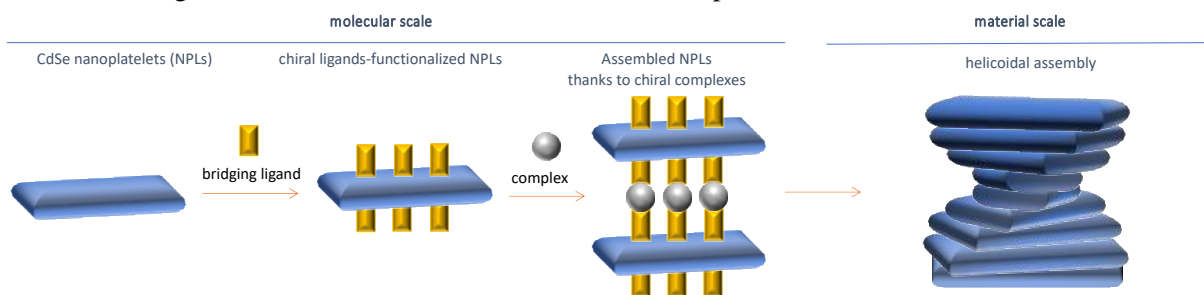 molecular scale
material scale
CdSe nanoplatelets (NPLs)
chiral ligands-functionalized NPLs
Assembled NPLs
thanks to chiral complexes
helicoidal assembly
bridging ligand
complex